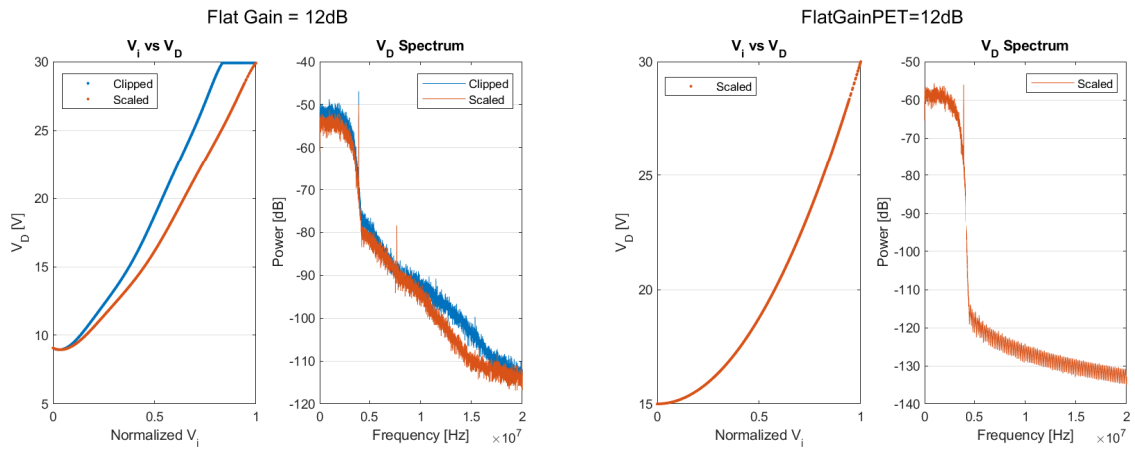 Flat Gain = 12dB
V_i vs V_D
30
25
20
15
10
5
V_D [V]
0
0.5
1
Normalized V_i
Clipped
Scaled
V_D Spectrum
-40
-50
-60
-70
-80
-90
-100
-110
-120
Power [dB]
0
0.5
1
1.5
2
Frequency [Hz]
×10^7
Clipped
Scaled
FlatGainPET=12dB
V_i vs V_D
30
25
20
15
V_D [V]
0
0.5
1
Normalized V_i
Scaled
V_D Spectrum
-50
-60
-70
-80
-90
-100
-110
-120
-130
-140
Power [dB]
0
0.5
1
1.5
2
Frequency [Hz]
×10^7
Scaled